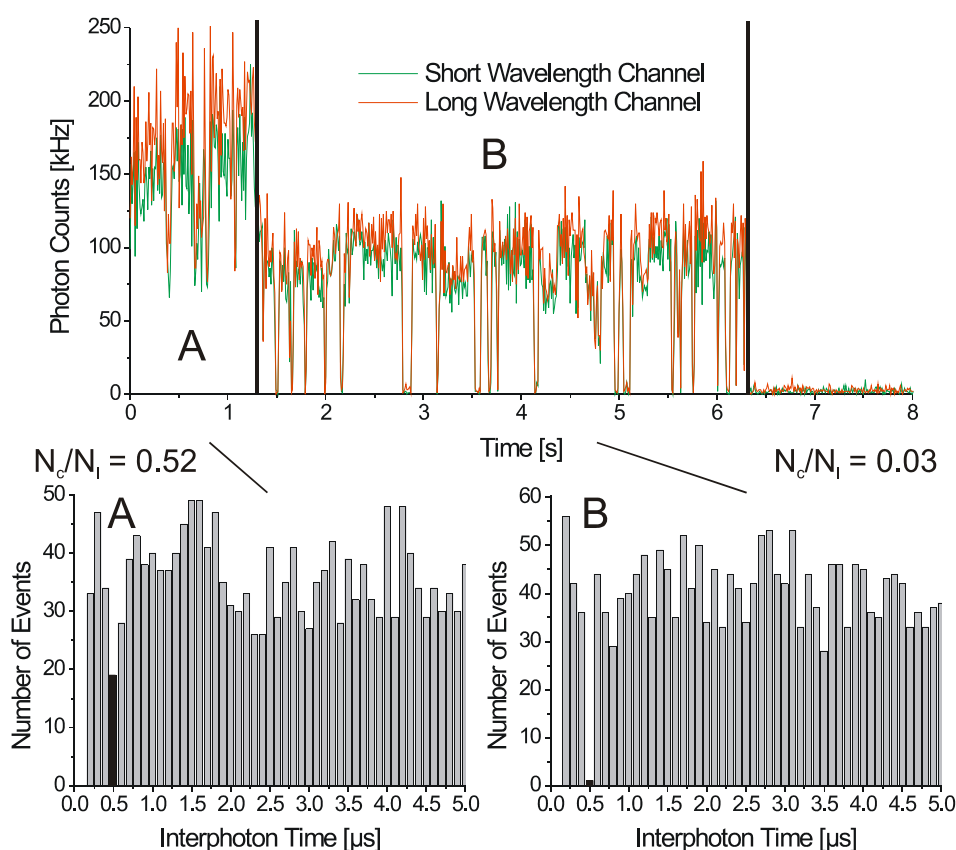 250
200
150
100
50
0
Photon Counts [kHz]
Short Wavelength Channel
Long Wavelength Channel
A
B
0 1 2 3 4 5 6 7 8
Time [s]
N_c/N_l = 0.52
N_c/N_l = 0.03
50
40
30
20
10
0
Number of Events
A
0.0 0.5 1.0 1.5 2.0 2.5 3.0 3.5 4.0 4.5 5.0
Interphoton Time [µs]
60
50
40
30
20
10
0
Number of Events
B
0.0 0.5 1.0 1.5 2.0 2.5 3.0 3.5 4.0 4.5 5.0
Interphoton Time [µs]